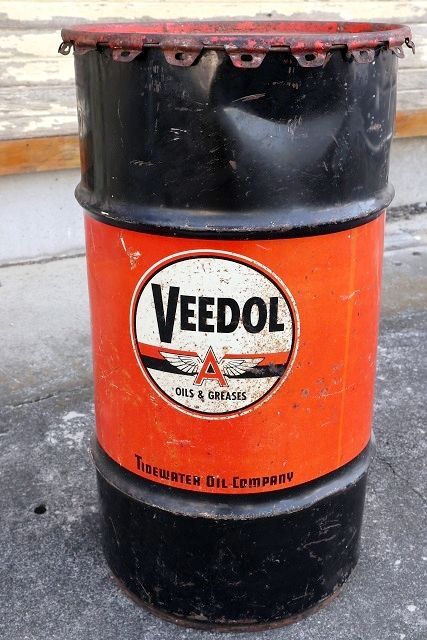 VEEDOL
A
OILS & GREASES
TIDEWATER OIL COMPANY